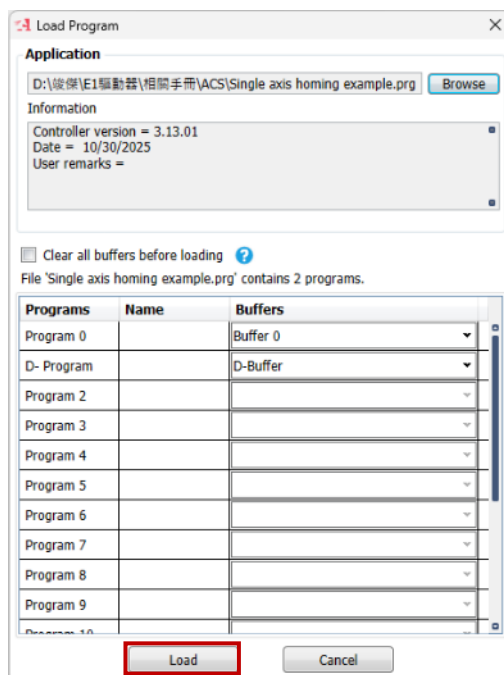 Load Program
Application
D:\竣傑\E1驅動器\相關手冊\ACS\Single axis homing example.prg Browse
Information
Controller version = 3.13.01
Date = 10/30/2025
User remarks =
Clear all buffers before loading ?
File 'Single axis homing example.prg' contains 2 programs.
Programs Name Buffers
Program 0 Buffer 0
D- Program D-Buffer
Program 2
Program 3
Program 4
Program 5
Program 6
Program 7
Program 8
Program 9
Program 10
Load Cancel